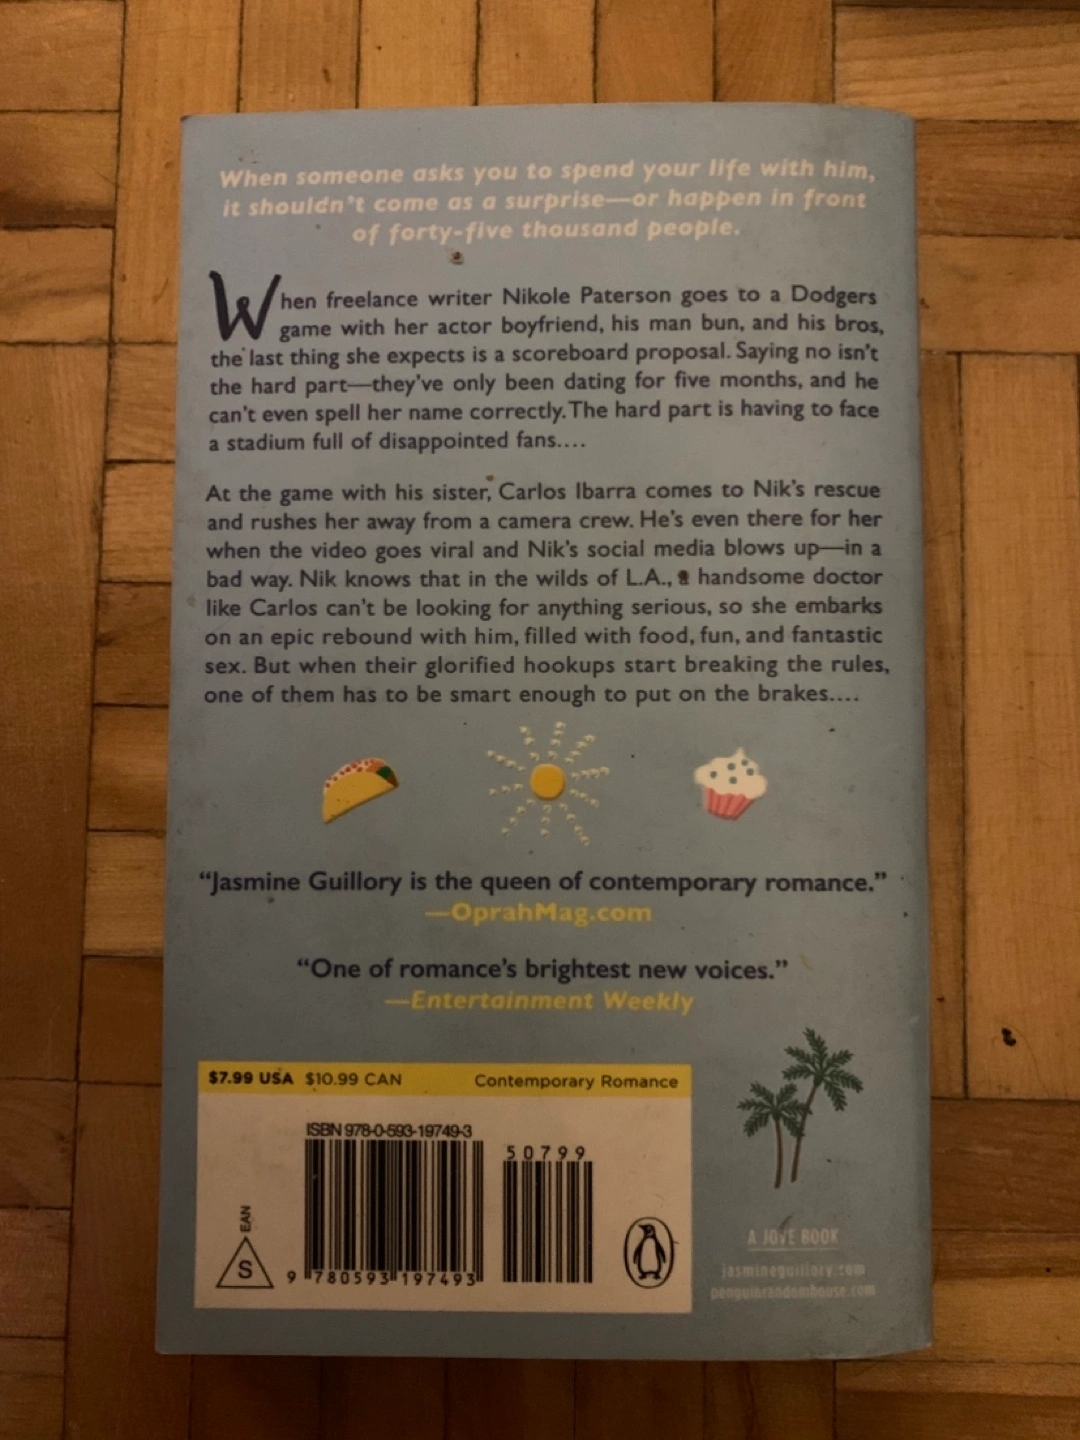 When someone asks you to spend your life with him,
it shouldn't come as a surprise—or happen in front
of forty-five thousand people.
When freelance writer Nikole Paterson goes to a Dodgers
game with her actor boyfriend, his man bun, and his bros,
the last thing she expects is a scoreboard proposal. Saying no isn't
the hard part—they've only been dating for five months, and he
can't even spell her name correctly. The hard part is having to face
a stadium full of disappointed fans....
At the game with his sister, Carlos Ibarra comes to Nik's rescue
and rushes her away from a camera crew. He's even there for her
when the video goes viral and Nik's social media blows up—in a
bad way. Nik knows that in the wilds of L.A., a handsome doctor
like Carlos can't be looking for anything serious, so she embarks
on an epic rebound with him, filled with food, fun, and fantastic
sex. But when their glorified hookups start breaking the rules,
one of them has to be smart enough to put on the brakes....
“Jasmine Guillory is the queen of contemporary romance.”
—OprahMag.com
“One of romance's brightest new voices.”
—Entertainment Weekly
$7.99 USA $10.99 CAN Contemporary Romance
ISBN 978-0-593-19749-3
50799
EAN
S
9 780593 197493
A JOVE BOOK
jasmineguillory.com
penguinrandomhouse.com